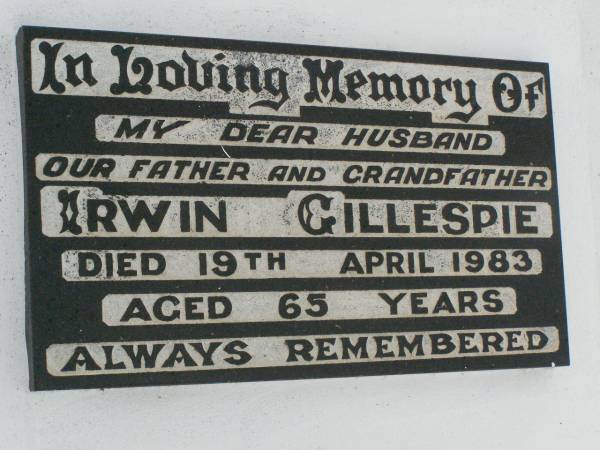 In Loving Memory Of
MY DEAR HUSBAND
OUR FATHER AND GRANDFATHER
IRWIN GILLESPIE
DIED 19TH APRIL 1983
AGED 65 YEARS
ALWAYS REMEMBERED